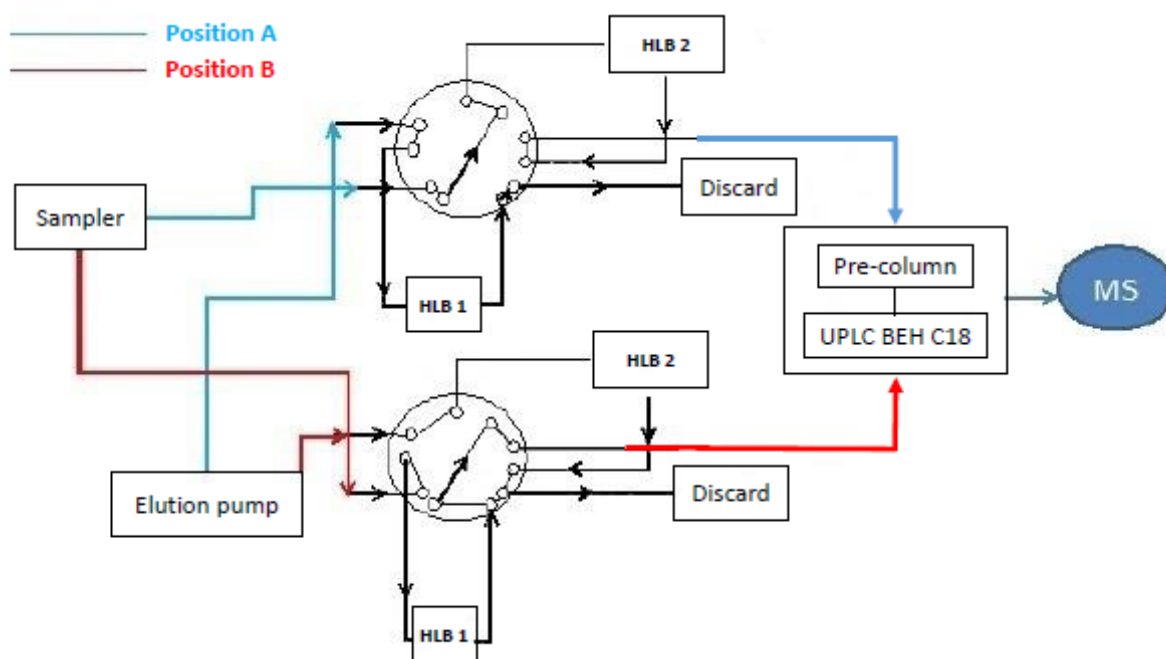 Position A
Position B
HLB 2
Sampler
Discard
HLB 1
Pre-column
UPLC BEH C18
MS
HLB 2
Elution pump
Discard
HLB 1